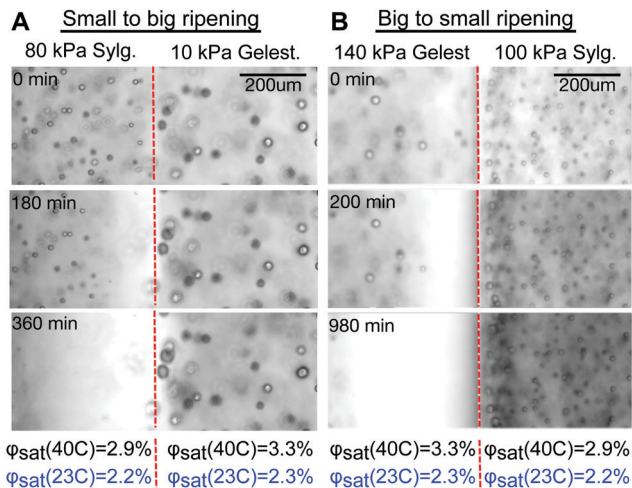 A Small to big ripening
80 kPa Sylg. 10 kPa Gelest.
0 min
200um
180 min
360 min
φsat(40C)=2.9% φsat(40C)=3.3%
φsat(23C)=2.2% φsat(23C)=2.3%
B Big to small ripening
140 kPa Gelest 100 kPa Sylg.
0 min
200um
200 min
980 min
φsat(40C)=3.3% φsat(40C)=2.9%
φsat(23C)=2.3% φsat(23C)=2.2%